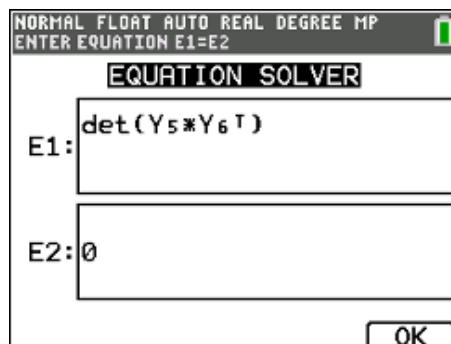 NORMAL FLOAT AUTO REAL DEGREE MP
ENTER EQUATION E1=E2
EQUATION SOLVER
E1: det(Y₅*Y₆ᵀ)
E2: 0
OK